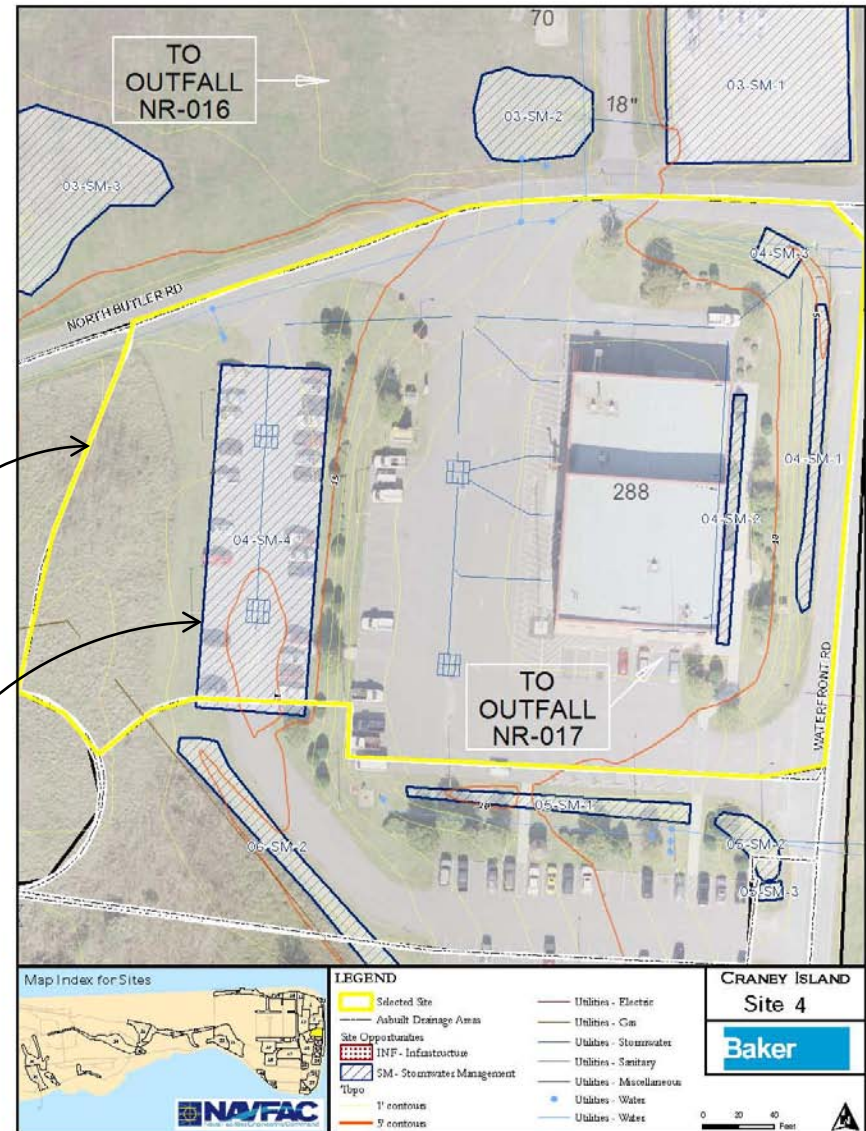 70
TO
OUTFALL
NR-016
03-SM-1
03-SM-2
18"
03-SM-3
04-SM-3
NORTH BUTLER RD
5
15
04-SM-1
288
04-SM-2
04-SM-4
10
TO
OUTFALL
NR-017
WATERFRONT RD
05-SM-1
06-SM-2
05-SM-3
Map Index for Sites
NAVFAC
LEGEND
Selected Site
Asbuilt Drainage Areas
Site Opportunities
INF - Infrastructure
SM - Stormwater Management
Topo
1' contours
5' contours
Utilities - Electric
Utilities - Gas
Utilities - Stormwater
Utilities - Sanitary
Utilities - Miscellaneous
Utilities - Water
Utilities - Water
CRANEY ISLAND
Site 4
Baker
0 20 40
Feet
N